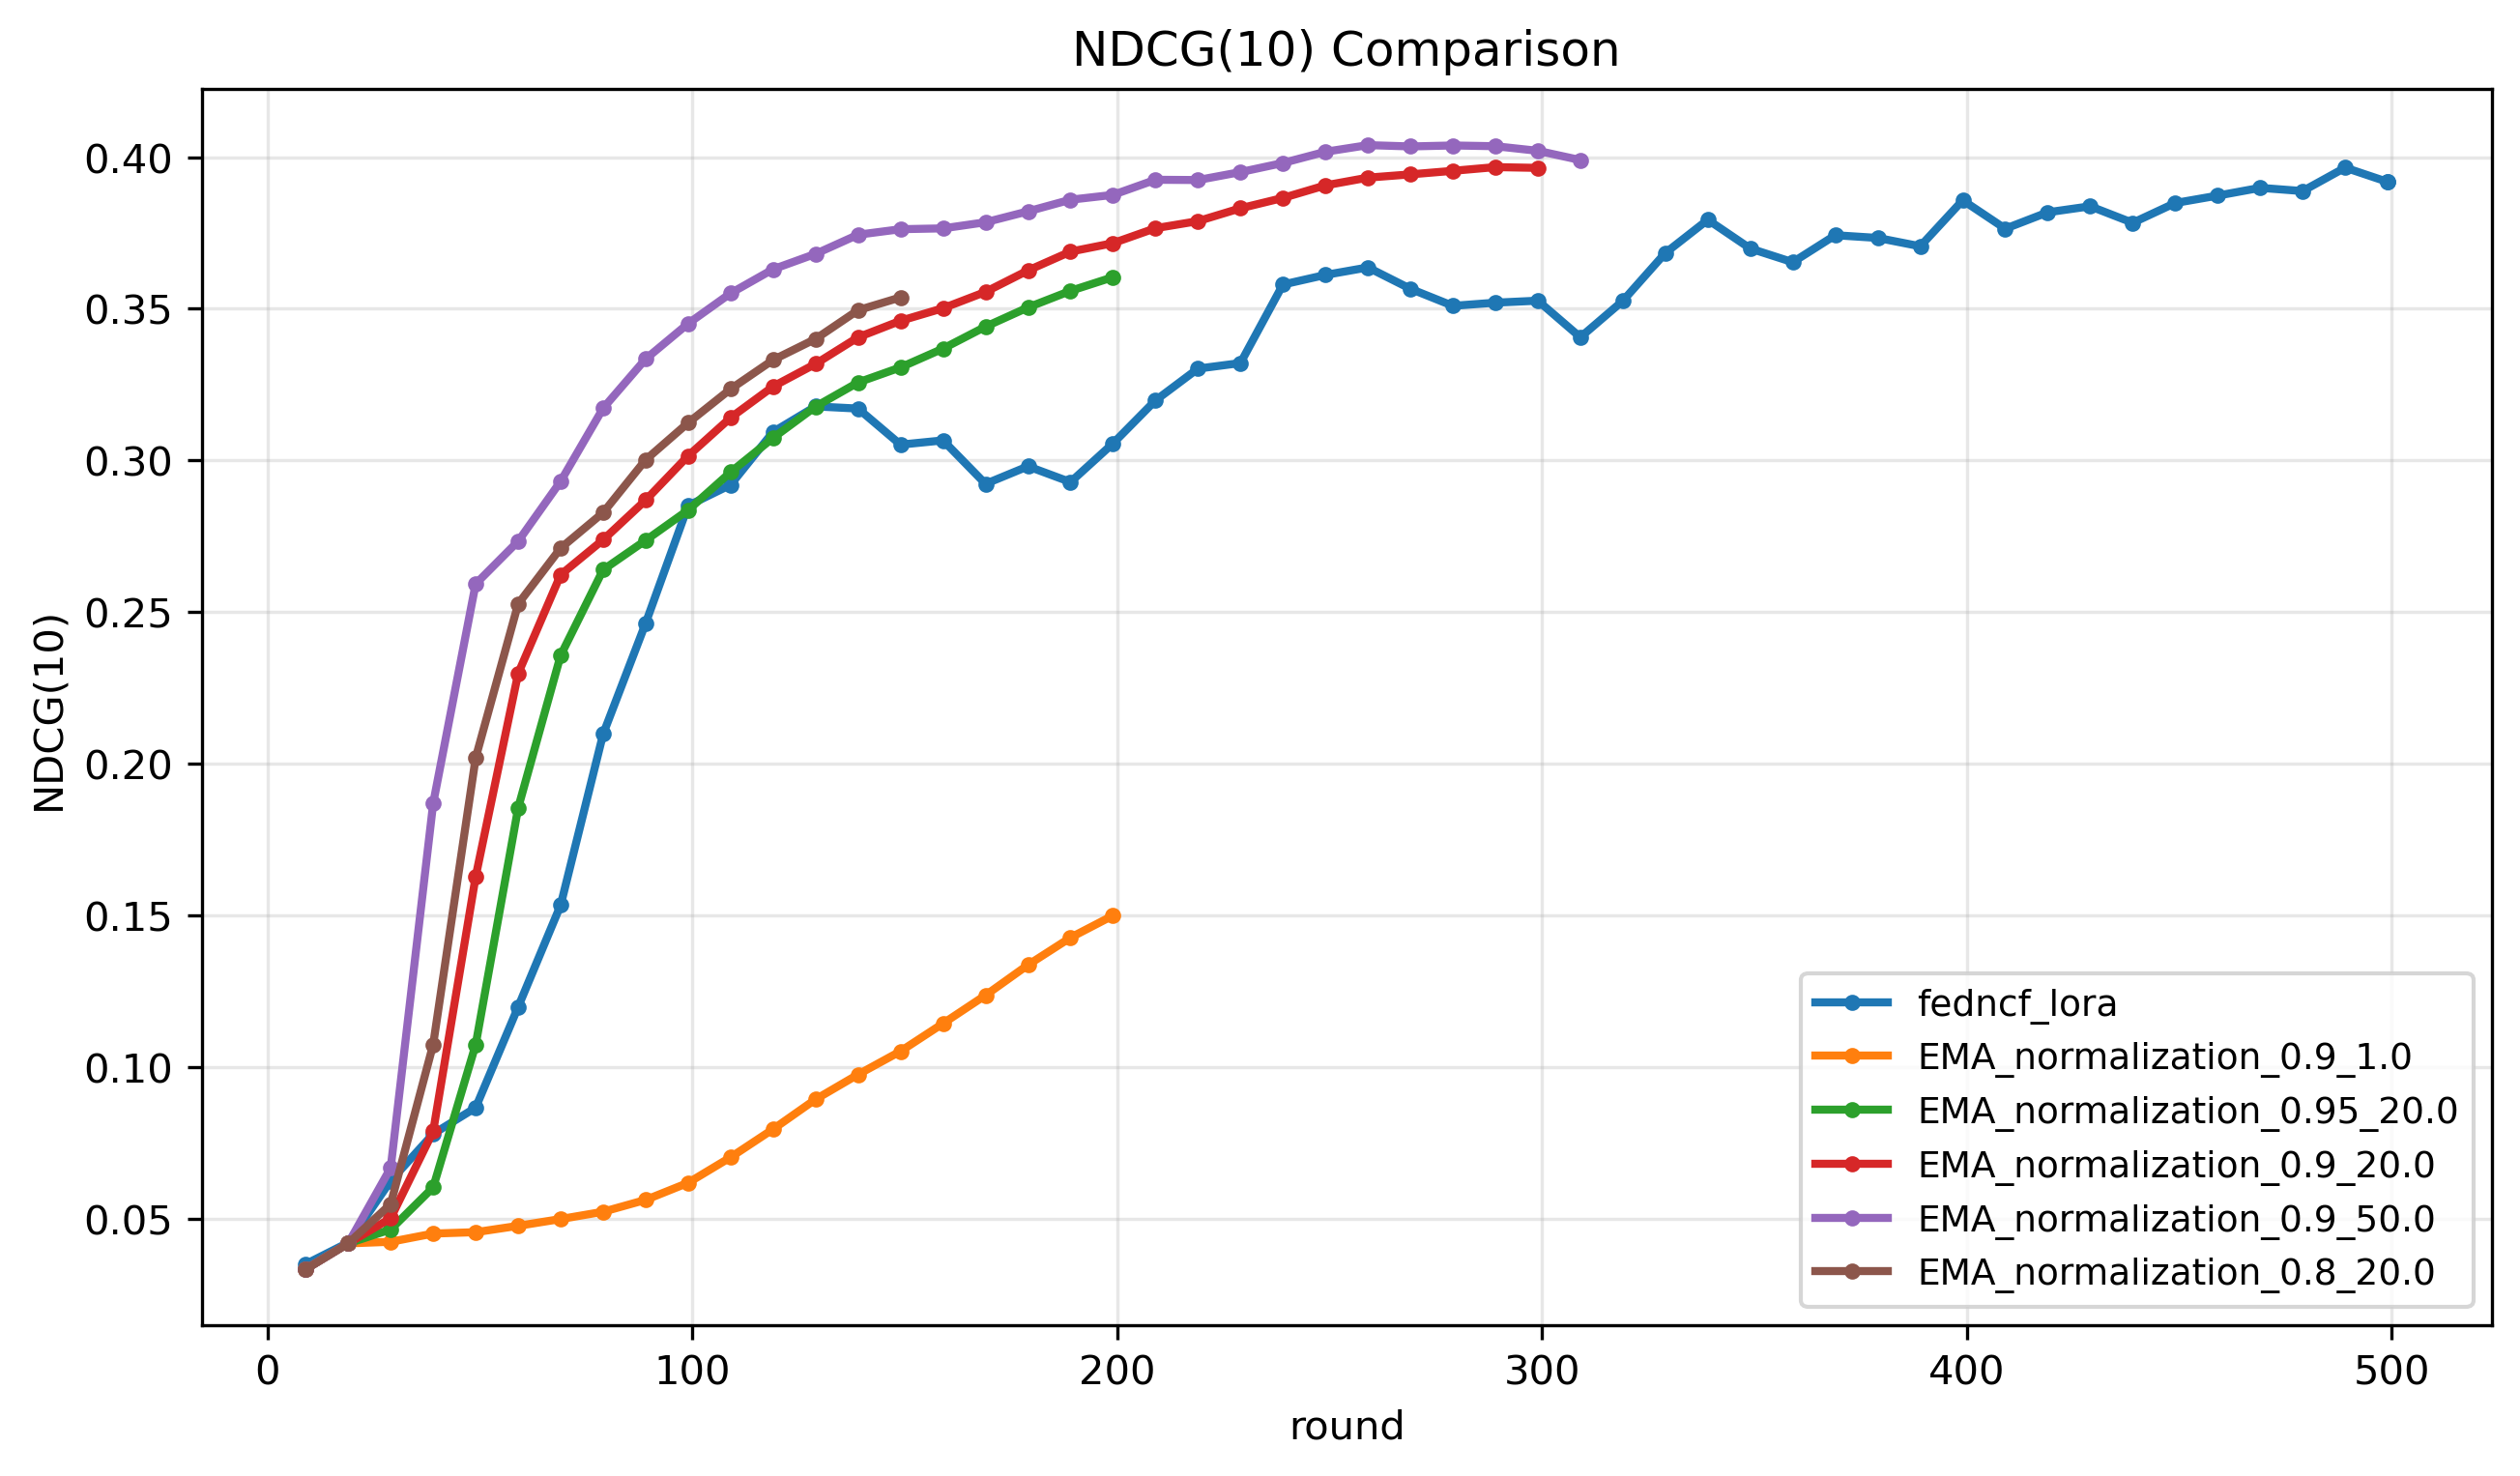 NDCG(10) Comparison
NDCG(10)
0.40
0.35
0.30
0.25
0.20
0.15
0.10
0.05
0 100 200 300 400 500
round
fedncf_lora
EMA_normalization_0.9_1.0
EMA_normalization_0.95_20.0
EMA_normalization_0.9_20.0
EMA_normalization_0.9_50.0
EMA_normalization_0.8_20.0